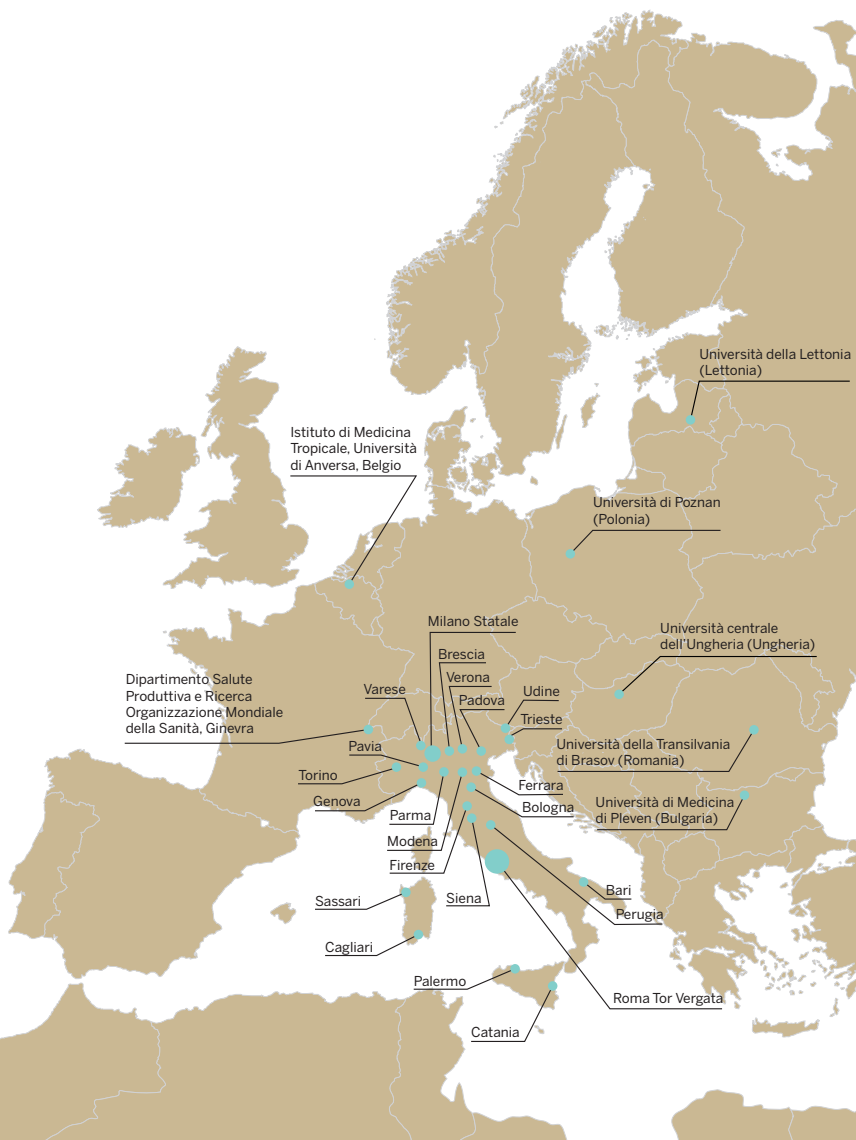 Università della Lettonia
(Lettonia)
Istituto di Medicina
Tropicale, Università
di Anversa, Belgio
Università di Poznan
(Polonia)
Milano Statale
Università centrale
dell'Ungheria (Ungheria)
Brescia
Verona
Dipartimento Salute
Produttiva e Ricerca
Organizzazione Mondiale
della Sanità, Ginevra
Varese
Padova
Udine
Trieste
Pavia
Università della Transilvania
di Brasov (Romania)
Torino
Ferrara
Genova
Bologna
Università di Medicina
di Pleven (Bulgaria)
Parma
Modena
Firenze
Sassari
Siena
Bari
Perugia
Cagliari
Palermo
Roma Tor Vergata
Catania